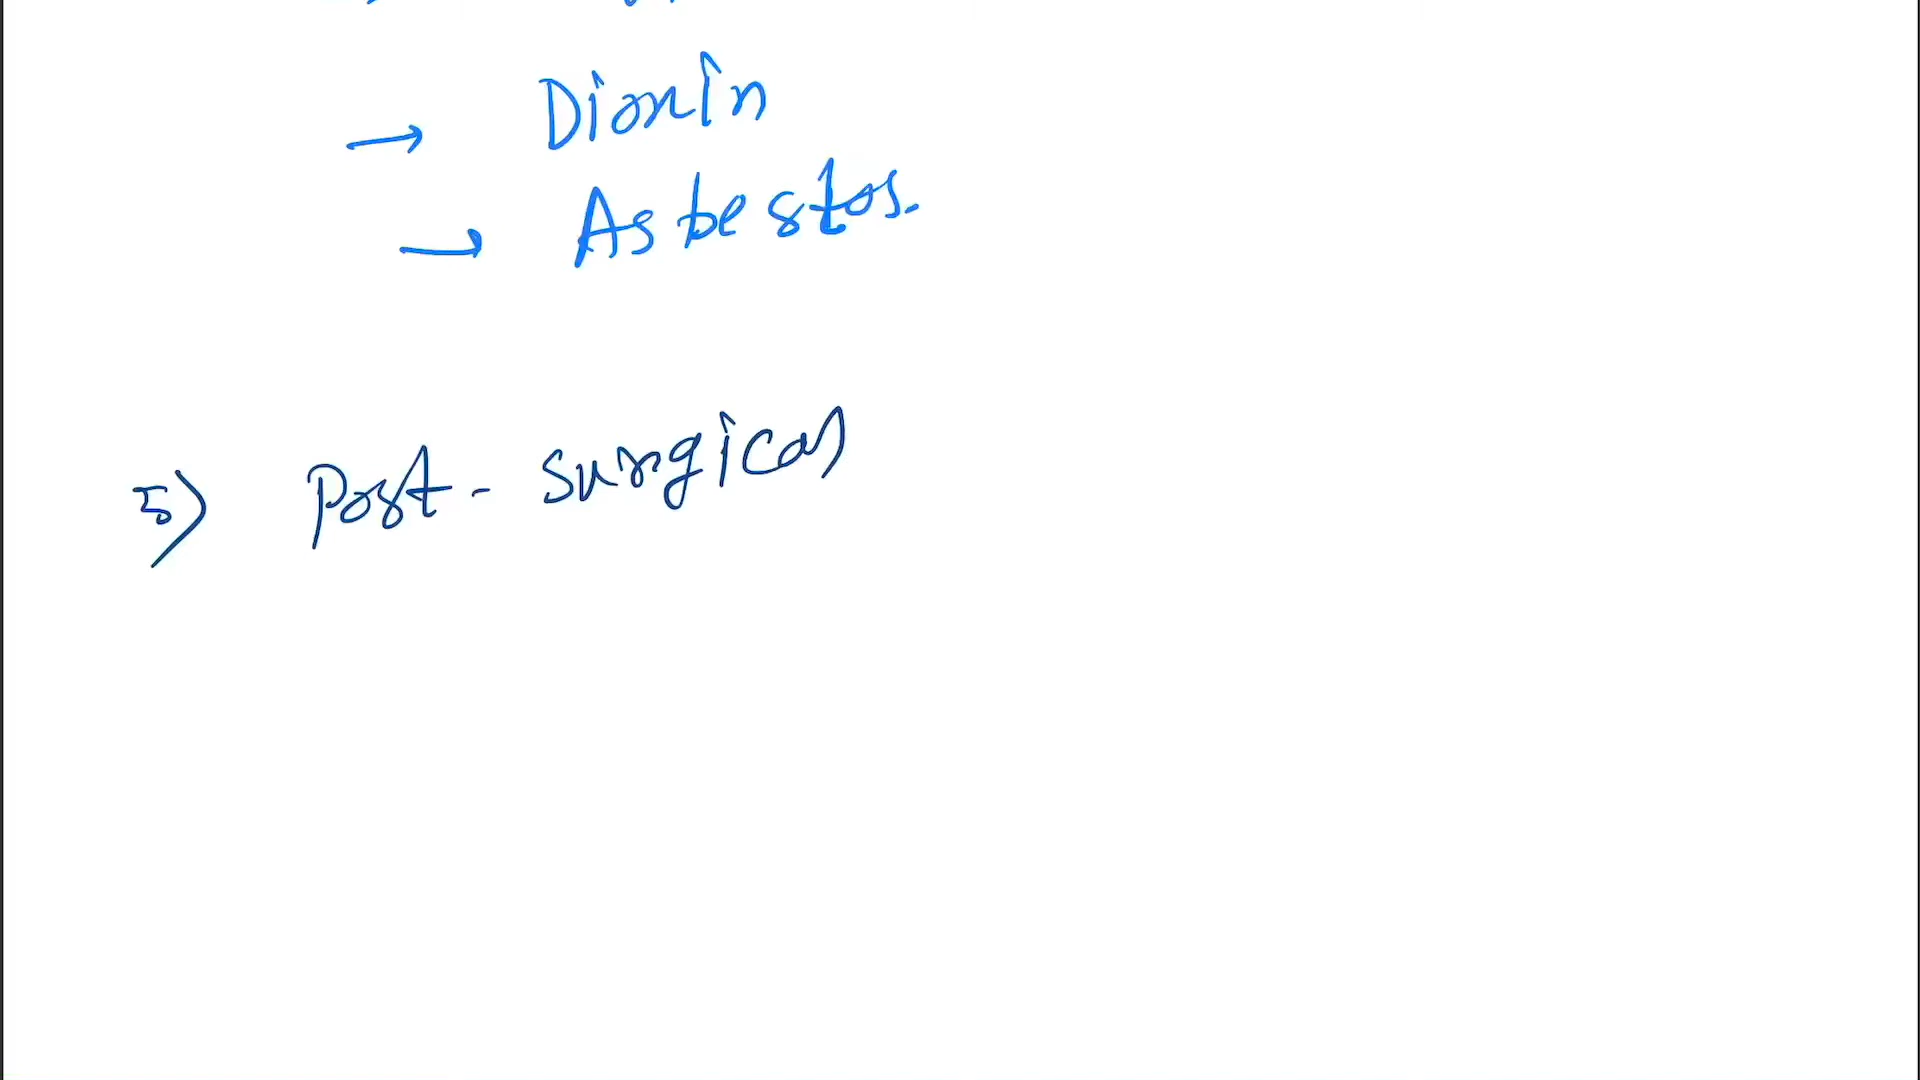 → Dioxin
→ Asbestos.
5) Post-surgical